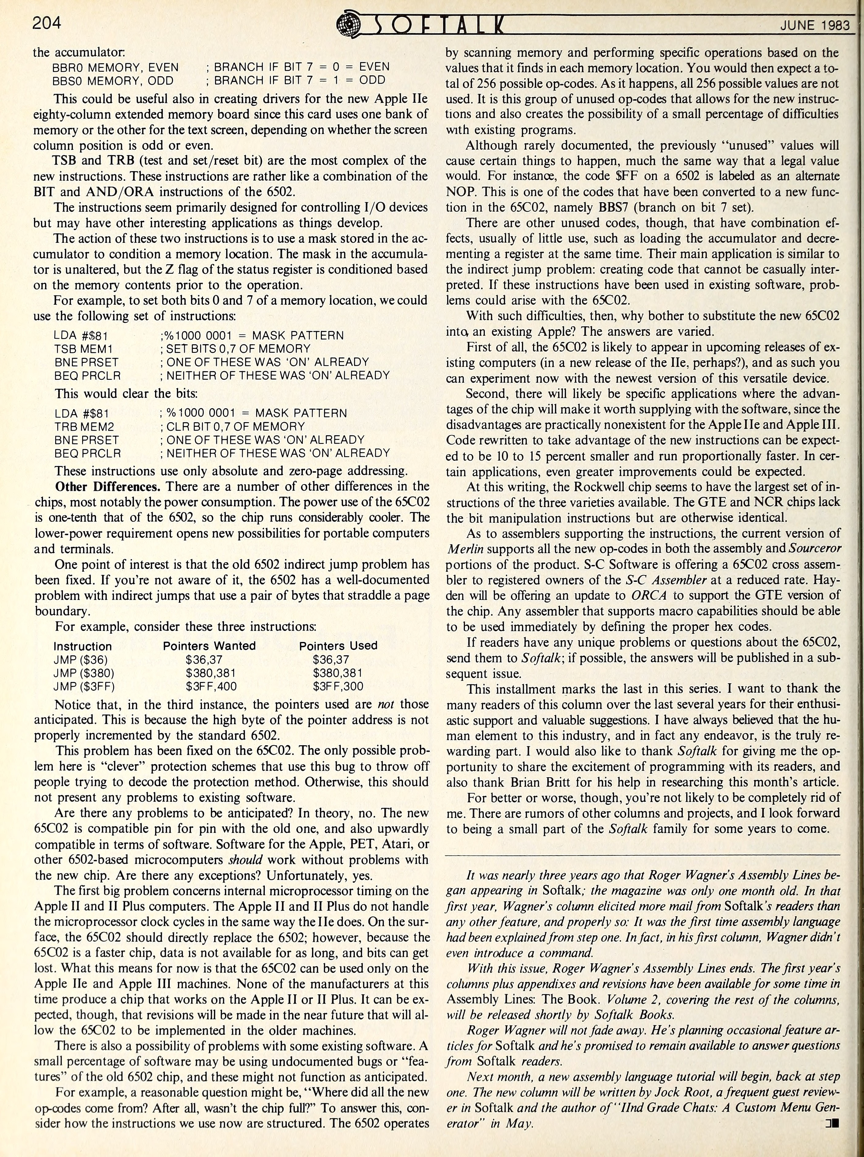 204
SOFTALK
JUNE 1983
the accumulator:
BBR0 MEMORY, EVEN ; BRANCH IF BIT 7 = 0 = EVEN
BBS0 MEMORY, ODD ; BRANCH IF BIT 7 = 1 = ODD
This could be useful also in creating drivers for the new Apple IIe
eighty-column extended memory board since this card uses one bank of
memory or the other for the text screen, depending on whether the screen
column position is odd or even.
TSB and TRB (test and set/reset bit) are the most complex of the
new instructions. These instructions are rather like a combination of the
BIT and AND/ORA instructions of the 6502.
The instructions seem primarily designed for controlling I/O devices
but may have other interesting applications as things develop.
The action of these two instructions is to use a mask stored in the ac-
cumulator to condition a memory location. The mask in the accumula-
tor is unaltered, but the Z flag of the status register is conditioned based
on the memory contents prior to the operation.
For example, to set both bits 0 and 7 of a memory location, we could
use the following set of instructions:
LDA #$81 ;%1000 0001 = MASK PATTERN
TSB MEM1 ; SET BITS 0,7 OF MEMORY
BNE PRSET ; ONE OF THESE WAS 'ON' ALREADY
BEQ PRCLR ; NEITHER OF THESE WAS 'ON' ALREADY
This would clear the bits:
LDA #$81 ; %1000 0001 = MASK PATTERN
TRB MEM2 ; CLR BIT 0,7 OF MEMORY
BNE PRSET ; ONE OF THESE WAS 'ON' ALREADY
BEQ PRCLR ; NEITHER OF THESE WAS 'ON' ALREADY
These instructions use only absolute and zero-page addressing.
Other Differences. There are a number of other differences in the
chips, most notably the power consumption. The power use of the 65C02
is one-tenth that of the 6502, so the chip runs considerably cooler. The
lower-power requirement opens new possibilities for portable computers
and terminals.
One point of interest is that the old 6502 indirect jump problem has
been fixed. If you're not aware of it, the 6502 has a well-documented
problem with indirect jumps that use a pair of bytes that straddle a page
boundary.
For example, consider these three instructions:
Instruction Pointers Wanted Pointers Used
JMP ($36) $36,37 $36,37
JMP ($380) $380,381 $380,381
JMP ($3FF) $3FF,400 $3FF,300
Notice that, in the third instance, the pointers used are not those
anticipated. This is because the high byte of the pointer address is not
properly incremented by the standard 6502.
This problem has been fixed on the 65C02. The only possible prob-
lem here is "clever" protection schemes that use this bug to throw off
people trying to decode the protection method. Otherwise, this should
not present any problems to existing software.
Are there any problems to be anticipated? In theory, no. The new
65C02 is compatible pin for pin with the old one, and also upwardly
compatible in terms of software. Software for the Apple, PET, Atari, or
other 6502-based microcomputers should work without problems with
the new chip. Are there any exceptions? Unfortunately, yes.
The first big problem concerns internal microprocessor timing on the
Apple II and II Plus computers. The Apple II and II Plus do not handle
the microprocessor clock cycles in the same way the IIe does. On the sur-
face, the 65C02 should directly replace the 6502; however, because the
65C02 is a faster chip, data is not available for as long, and bits can get
lost. What this means for now is that the 65C02 can be used only on the
Apple IIe and Apple III machines. None of the manufacturers at this
time produce a chip that works on the Apple II or II Plus. It can be ex-
pected, though, that revisions will be made in the near future that will al-
low the 65C02 to be implemented in the older machines.
There is also a possibility of problems with some existing software. A
small percentage of software may be using undocumented bugs or "fea-
tures" of the old 6502 chip, and these might not function as anticipated.
For example, a reasonable question might be, "Where did all the new
op-codes come from? After all, wasn't the chip full?" To answer this, con-
sider how the instructions we use now are structured. The 6502 operates
by scanning memory and performing specific operations based on the
values that it finds in each memory location. You would then expect a to-
tal of 256 possible op-codes. As it happens, all 256 possible values are not
used. It is this group of unused op-codes that allows for the new instruc-
tions and also creates the possibility of a small percentage of difficulties
with existing programs.
Although rarely documented, the previously "unused" values will
cause certain things to happen, much the same way that a legal value
would. For instance, the code $FF on a 6502 is labeled as an alternate
NOP. This is one of the codes that have been converted to a new func-
tion in the 65C02, namely BBS7 (branch on bit 7 set).
There are other unused codes, though, that have combination ef-
fects, usually of little use, such as loading the accumulator and decre-
menting a register at the same time. Their main application is similar to
the indirect jump problem: creating code that cannot be casually inter-
preted. If these instructions have been used in existing software, prob-
lems could arise with the 65C02.
With such difficulties, then, why bother to substitute the new 65C02
into an existing Apple? The answers are varied.
First of all, the 65C02 is likely to appear in upcoming releases of ex-
isting computers (in a new release of the IIe, perhaps?), and as such you
can experiment now with the newest version of this versatile device.
Second, there will likely be specific applications where the advan-
tages of the chip will make it worth supplying with the software, since the
disadvantages are practically nonexistent for the Apple IIe and Apple III.
Code rewritten to take advantage of the new instructions can be expect-
ed to be 10 to 15 percent smaller and run proportionally faster. In cer-
tain applications, even greater improvements could be expected.
At this writing, the Rockwell chip seems to have the largest set of in-
structions of the three varieties available. The GTE and NCR chips lack
the bit manipulation instructions but are otherwise identical.
As to assemblers supporting the instructions, the current version of
Merlin supports all the new op-codes in both the assembly and Sourceror
portions of the product. S-C Software is offering a 65C02 cross assem-
bler to registered owners of the S-C Assembler at a reduced rate. Hay-
den will be offering an update to ORCA to support the GTE version of
the chip. Any assembler that supports macro capabilities should be able
to be used immediately by defining the proper hex codes.
If readers have any unique problems or questions about the 65C02,
send them to Softalk; if possible, the answers will be published in a sub-
sequent issue.
This installment marks the last in this series. I want to thank the
many readers of this column over the last several years for their enthusi-
astic support and valuable suggestions. I have always believed that the hu-
man element to this industry, and in fact any endeavor, is the truly re-
warding part. I would also like to thank Softalk for giving me the op-
portunity to share the excitement of programming with its readers, and
also thank Brian Britt for his help in researching this month's article.
For better or worse, though, you're not likely to be completely rid of
me. There are rumors of other columns and projects, and I look forward
to being a small part of the Softalk family for some years to come.
It was nearly three years ago that Roger Wagner's Assembly Lines be-
gan appearing in Softalk; the magazine was only one month old. In that
first year, Wagner's column elicited more mail from Softalk's readers than
any other feature, and properly so: It was the first time assembly language
had been explained from step one. In fact, in his first column, Wagner didn't
even introduce a command.
With this issue, Roger Wagner's Assembly Lines ends. The first year's
columns plus appendixes and revisions have been available for some time in
Assembly Lines: The Book. Volume 2, covering the rest of the columns,
will be released shortly by Softalk Books.
Roger Wagner will not fade away. He's planning occasional feature ar-
ticles for Softalk and he's promised to remain available to answer questions
from Softalk readers.
Next month, a new assembly language tutorial will begin, back at step
one. The new column will be written by Jock Root, a frequent guest review-
er in Softalk and the author of "IInd Grade Chats: A Custom Menu Gen-
erator" in May.